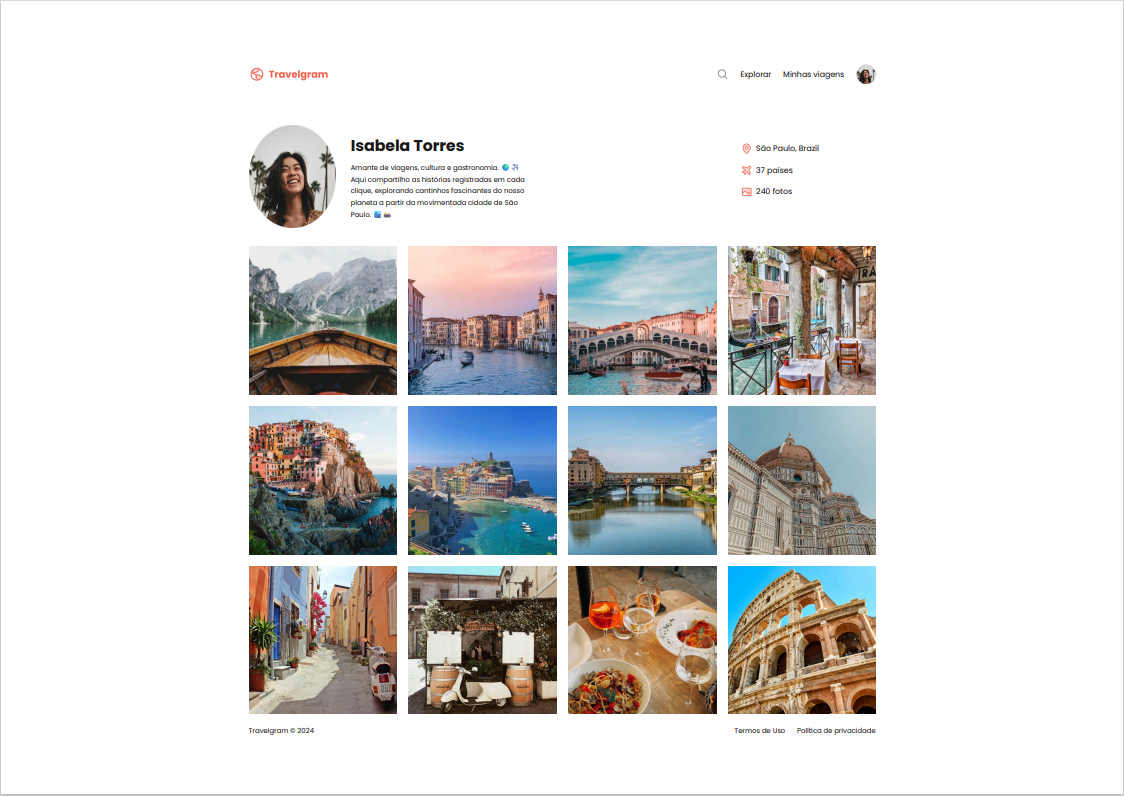 Travelgram
Explorar
Minhas viagens
Isabela Torres
Amante de viagens, cultura e gastronomia. 🌍 ✈️
Aqui compartilho as histórias registradas em cada
clique, explorando cantinhos fascinantes do nosso
planeta a partir da movimentada cidade de São
Paulo. 🏙️ 📷
São Paulo, Brazil
37 países
240 fotos
RA
Travelgram © 2024
Termos de Uso
Política de privacidade